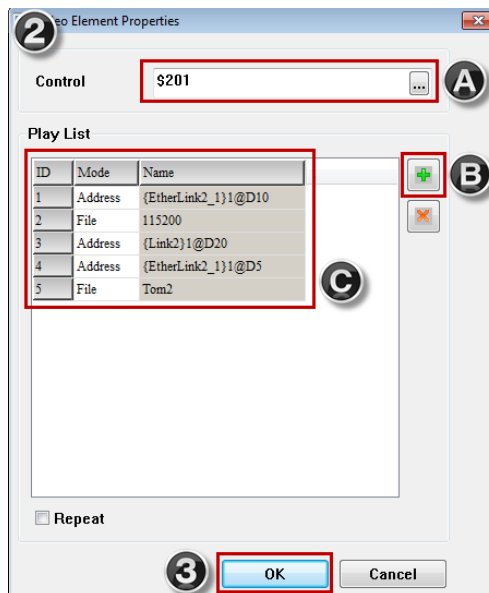 2 eo Element Properties
Control $201 ... A
Play List
B
ID Mode Name
1 Address {EtherLink2_1}1@D10
2 File 115200
3 Address {Link2}1@D20
4 Address {EtherLink2_1}1@D5
5 File Tom2
C
Repeat
3 OK Cancel